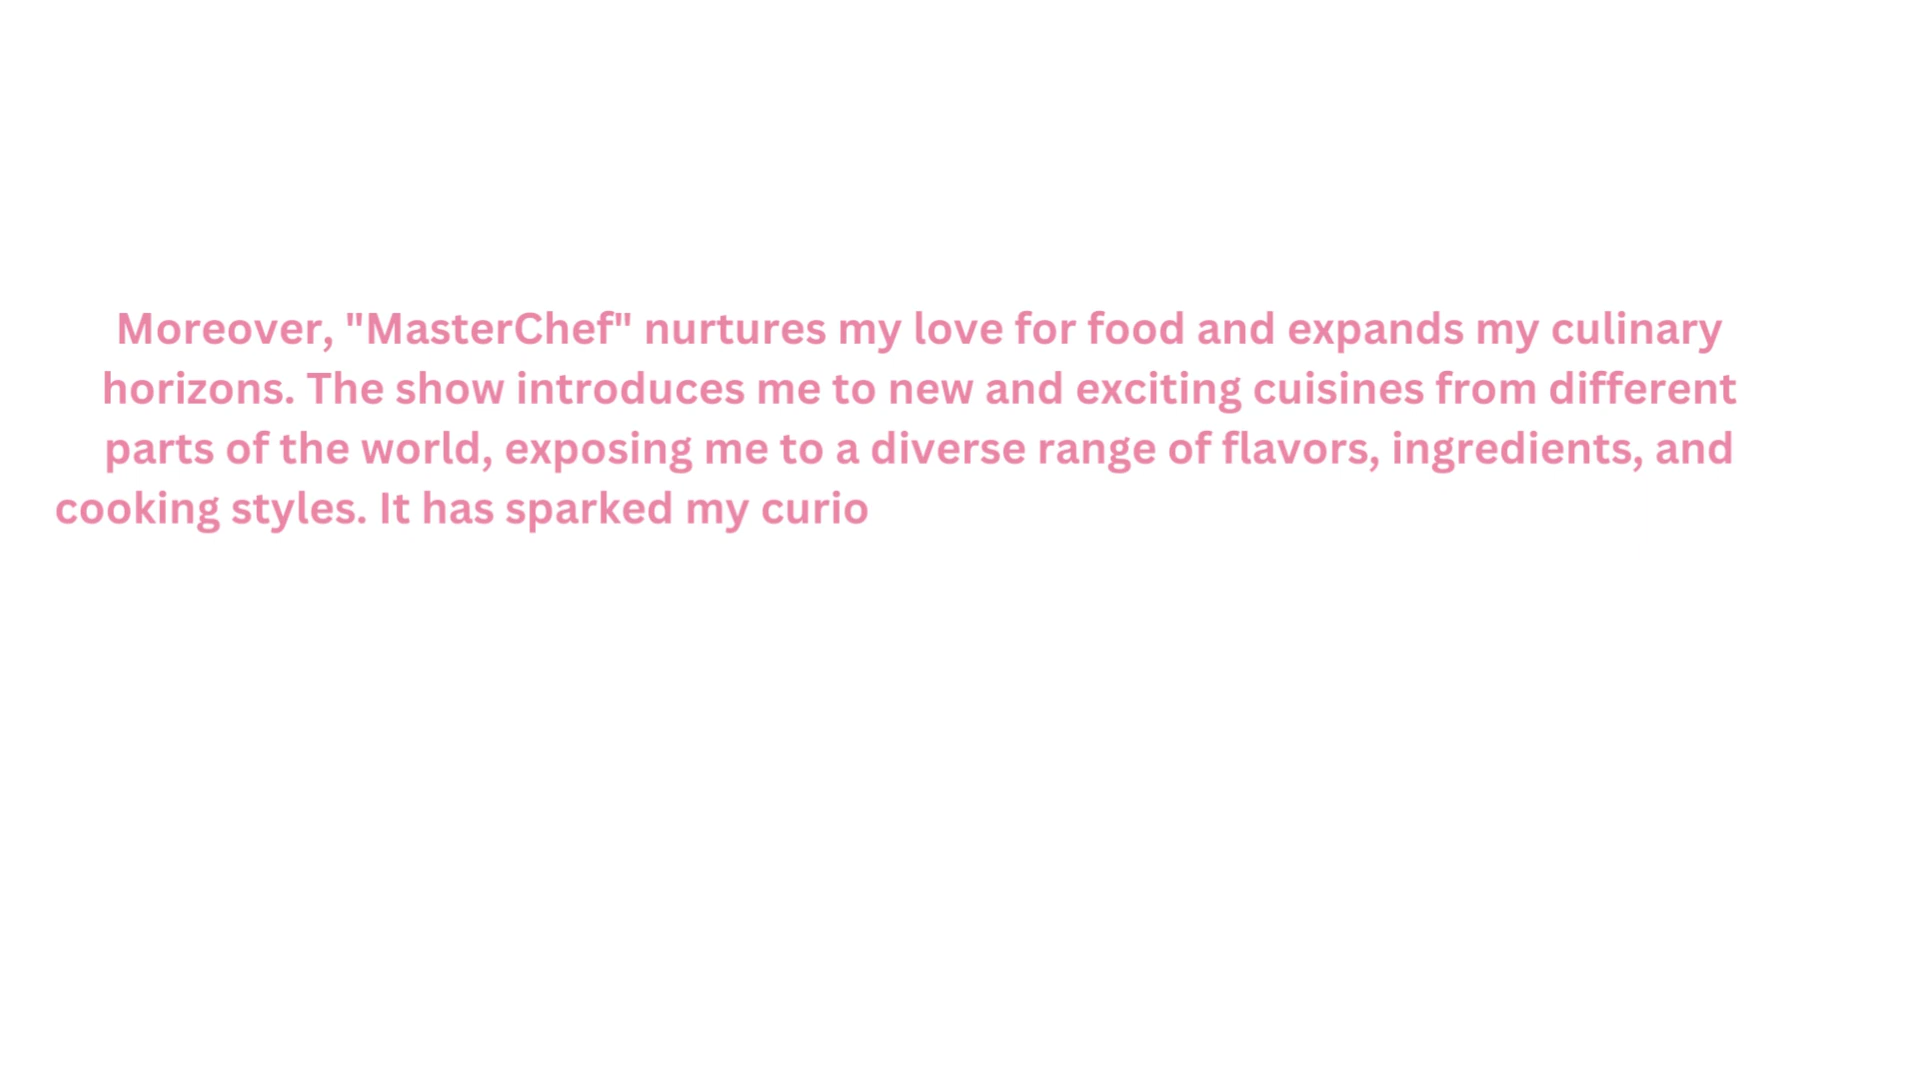 Moreover, "MasterChef" nurtures my love for food and expands my culinary
horizons. The show introduces me to new and exciting cuisines from different
parts of the world, exposing me to a diverse range of flavors, ingredients, and
cooking styles. It has sparked my curio